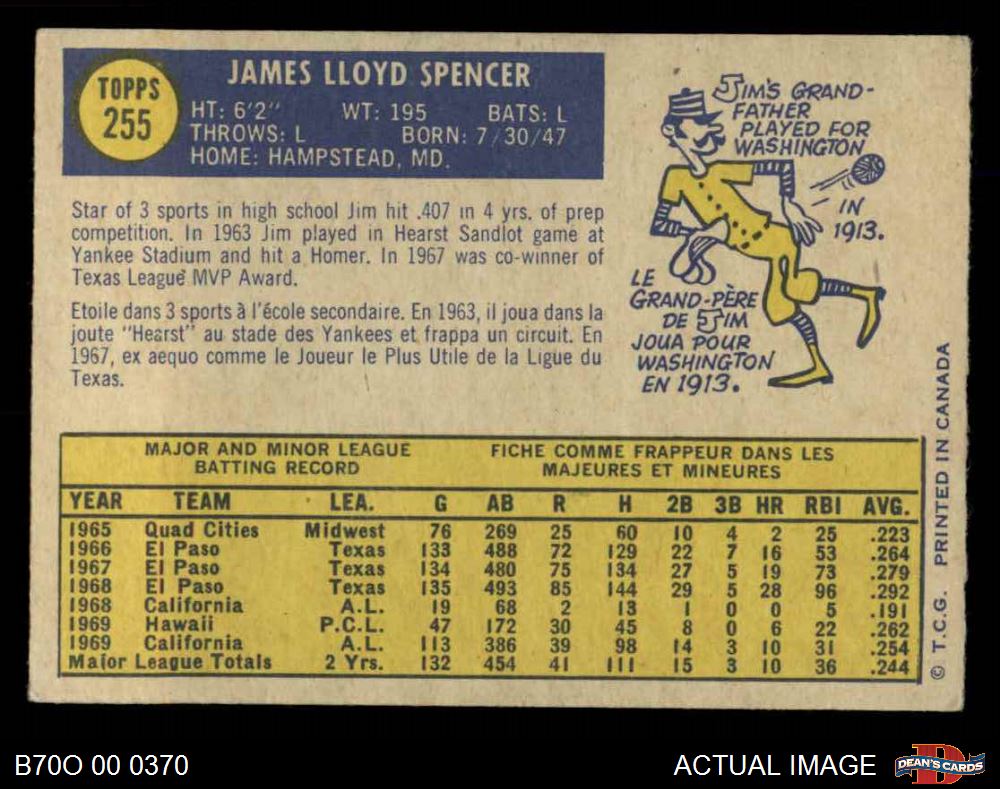 TOPPS
255
JAMES LLOYD SPENCER
HT: 6'2" WT: 195 BATS: L
THROWS: L BORN: 7/30/47
HOME: HAMPSTEAD, MD.
Star of 3 sports in high school Jim hit .407 in 4 yrs. of prep
competition. In 1963 Jim played in Hearst Sandlot game at
Yankee Stadium and hit a Homer. In 1967 was co-winner of
Texas League MVP Award.
Etoile dans 3 sports à l'école secondaire. En 1963, il joua dans la
joute "Hearst" au stade des Yankees et frappa un circuit. En
1967, ex aequo comme le Joueur le Plus Utile de la Ligue du
Texas.
JIM'S GRAND-
FATHER
PLAYED FOR
WASHINGTON
IN
1913.
LE
GRAND-PÈRE
DE JIM
JOUA POUR
WASHINGTON
EN 1913.
MAJOR AND MINOR LEAGUE
BATTING RECORD
FICHE COMME FRAPPEUR DANS LES
MAJEURES ET MINEURES
YEAR TEAM LEA. G AB R H 2B 3B HR RBI AVG.
1965 Quad Cities Midwest 76 269 25 60 10 4 2 25 .223
1966 El Paso Texas 133 488 72 129 22 7 16 53 .264
1967 El Paso Texas 134 480 75 134 27 5 19 73 .279
1968 El Paso Texas 135 493 85 144 29 5 28 96 .292
1968 California A.L. 19 68 2 13 1 0 0 5 .191
1969 Hawaii P.C.L. 47 172 30 45 8 0 6 22 .262
1969 California A.L. 113 386 39 98 14 3 10 31 .254
Major League Totals 2 Yrs. 132 454 41 111 15 3 10 36 .244
© T.C.G. PRINTED IN CANADA
B70O 00 0370
ACTUAL IMAGE
D
DEAN'S CARDS